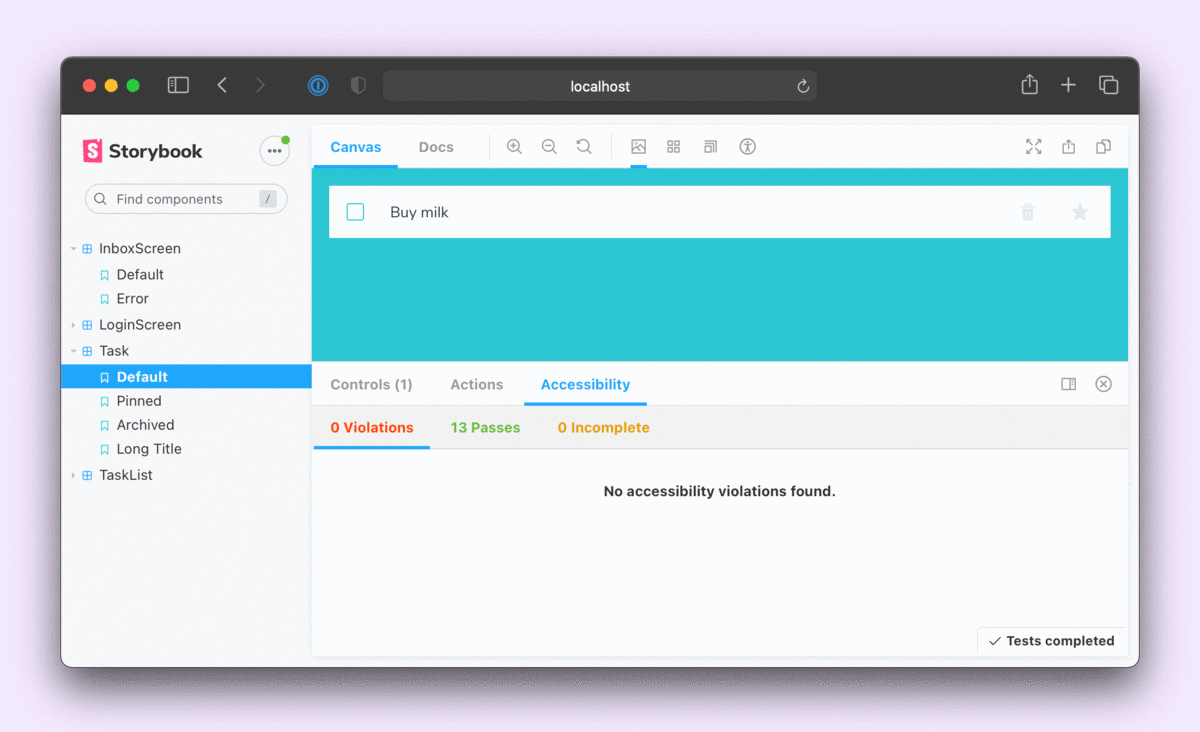 localhost
Storybook
Find components /
InboxScreen
Default
Error
LoginScreen
Task
Default
Pinned
Archived
Long Title
TaskList
Canvas Docs
Buy milk
Controls (1) Actions Accessibility
0 Violations 13 Passes 0 Incomplete
No accessibility violations found.
Tests completed